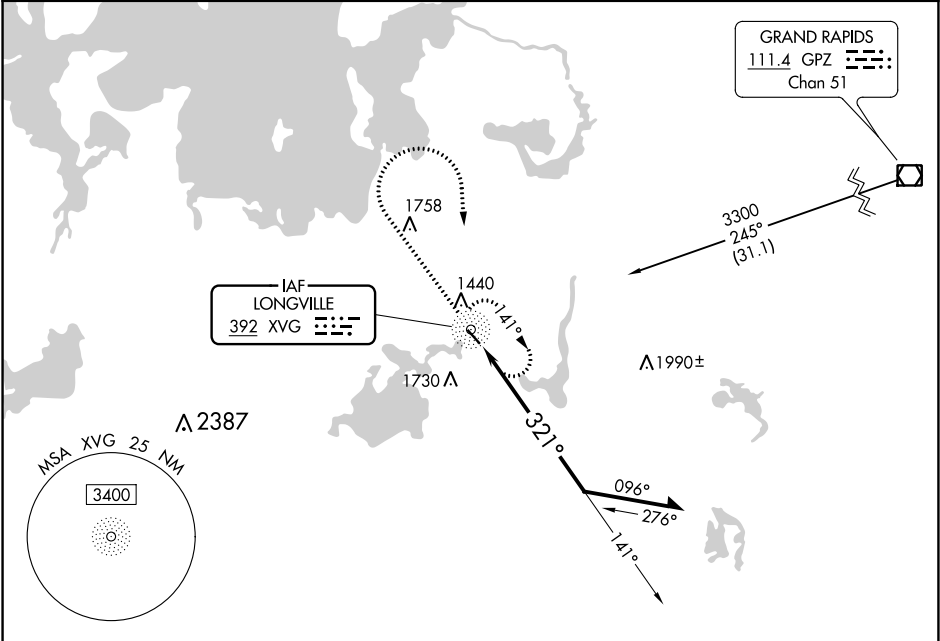 GRAND RAPIDS
111.4 GPZ
Chan 51
3300
245°
(31.1)
1758
IAF
LONGVILLE
392 XVG
1440
141°
1730
1990±
2387
321°
MSA XVG 25 NM
3400
096°
276°
141°